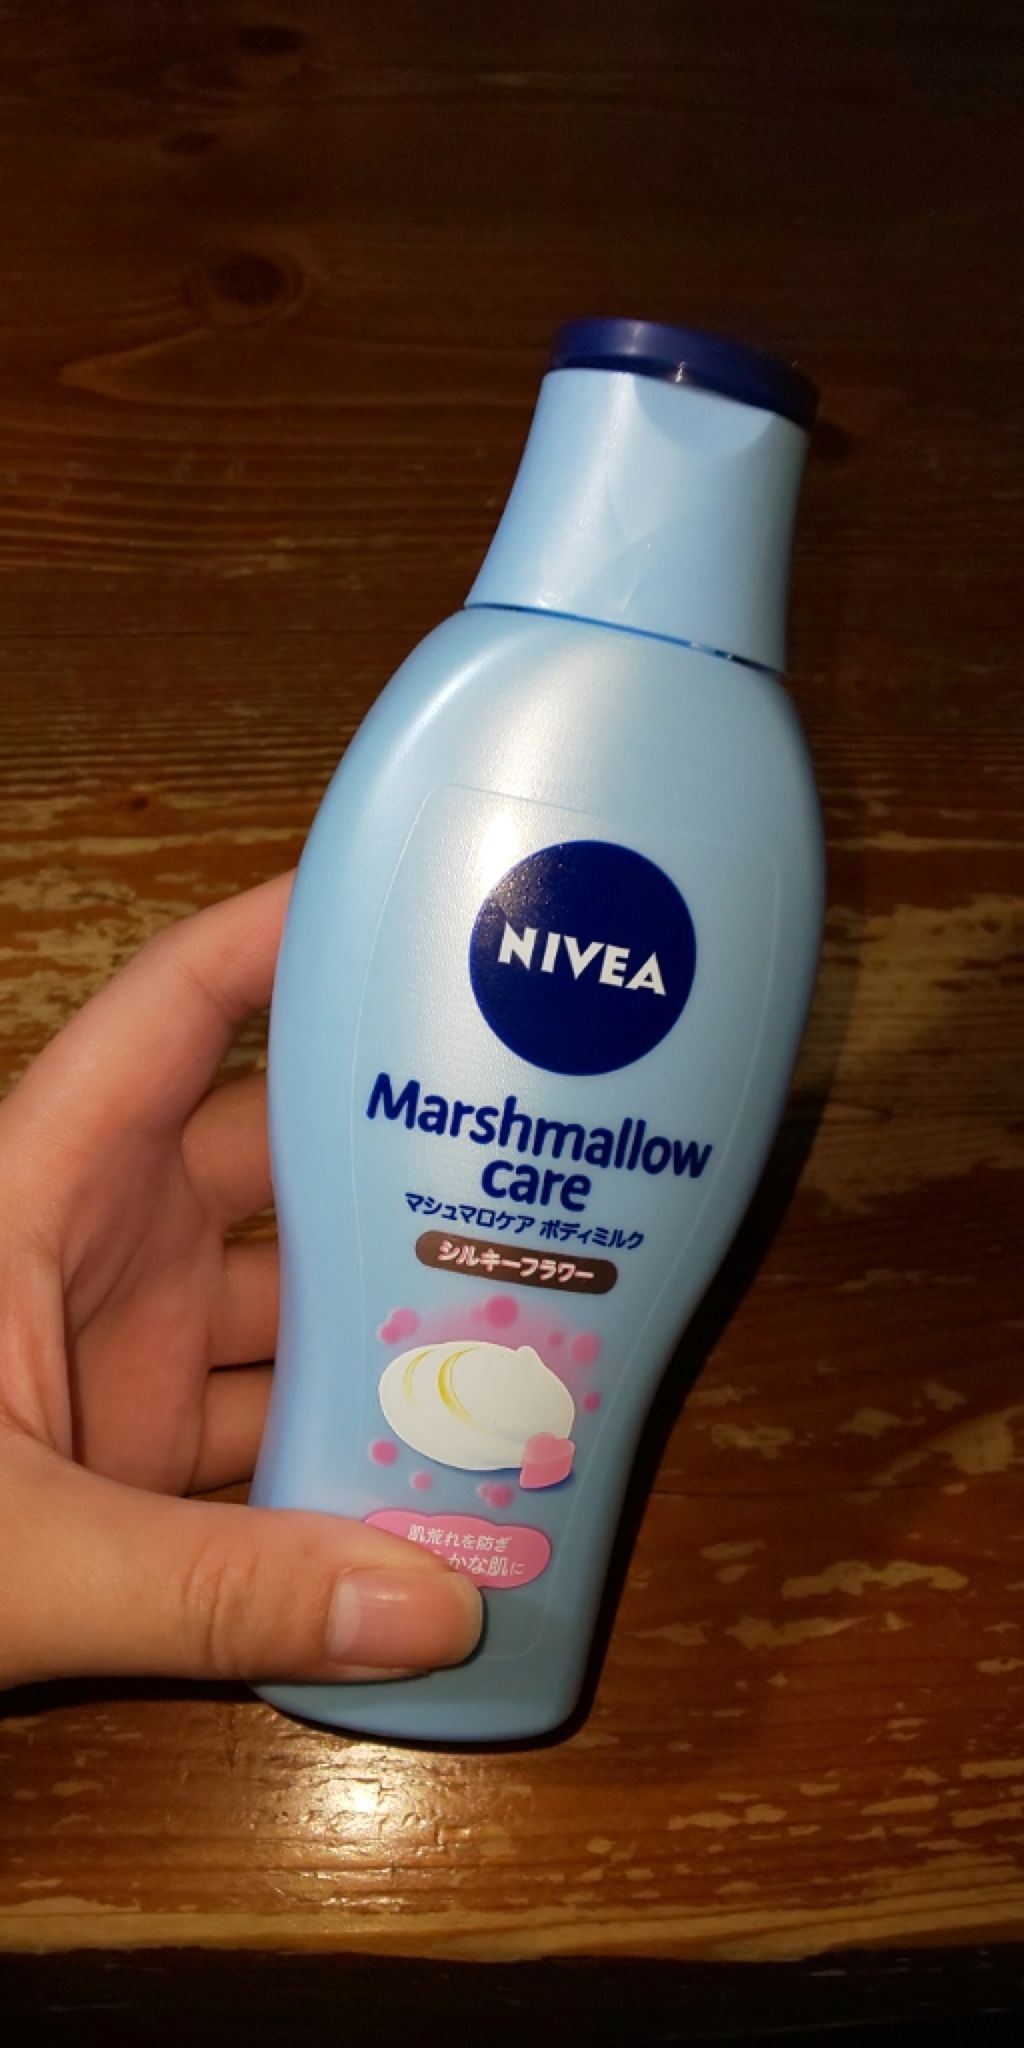 NIVEA
Marshmallow
care
マシュマロケア ボディミルク
シルキーフラワー
肌荒れを防ぎ
かな肌に